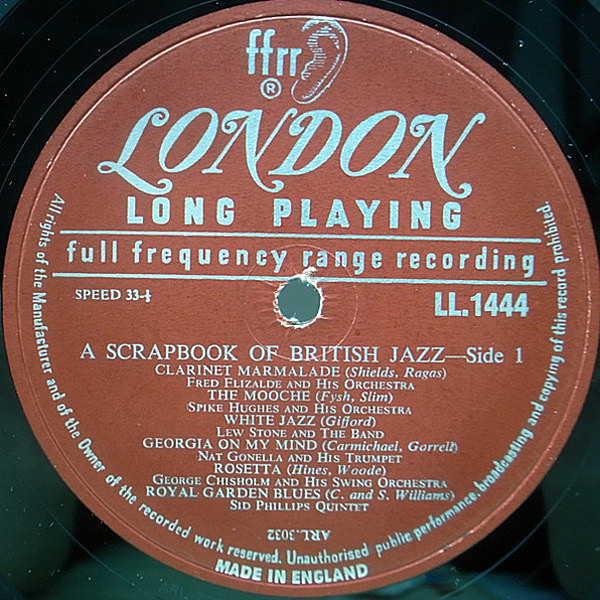 ffrr
®
LONDON
LONG PLAYING
full frequency range recording
SPEED 33-⅓
LL.1444
A SCRAPBOOK OF BRITISH JAZZ—Side 1
CLARINET MARMALADE (Shields, Ragas)
FRED ELIZALDE AND HIS ORCHESTRA
THE MOOCHE (Fysh, Slim)
SPIKE HUGHES AND HIS ORCHESTRA
WHITE JAZZ (Gifford)
LEW STONE AND THE BAND
GEORGIA ON MY MIND (Carmichael, Gorrell)
NAT GONELLA AND HIS TRUMPET
ROSETTA (Hines, Woode)
GEORGE CHISHOLM AND HIS SWING ORCHESTRA
ROYAL GARDEN BLUES (C. and S. Williams)
SID PHILLIPS QUINTET
ARL.3032
All rights of the Manufacturer and of the Owner of the recorded work reserved. Unauthorised public performance, broadcasting and copying of this record prohibited.
MADE IN ENGLAND